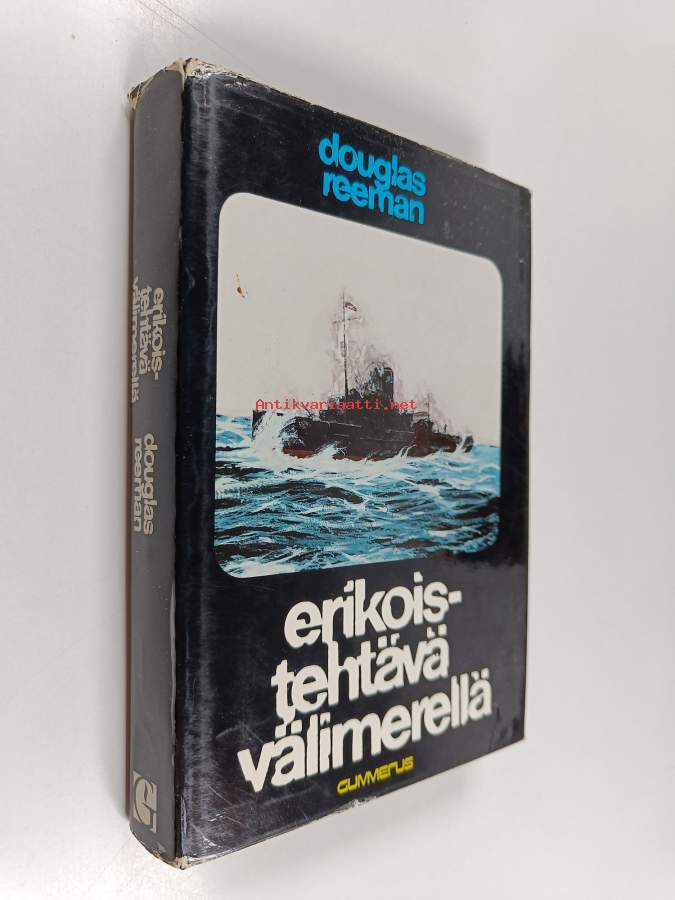 douglas
reeman
Antikvariaatti.net
erikois-
tehtävä
välimerellä
GUMMERUS
erikois-
tehtävä
välimerellä
douglas
reeman